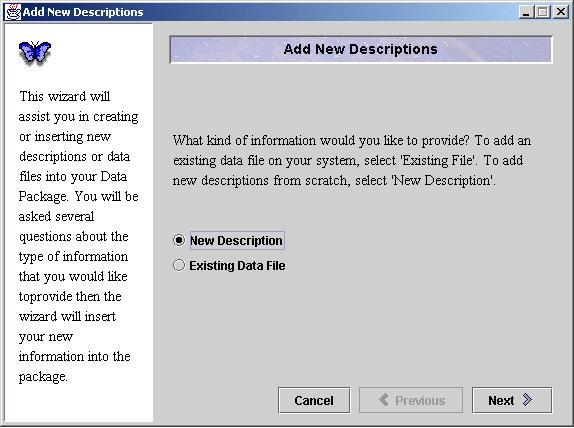 Add New Descriptions
Add New Descriptions
This wizard will
assist you in creating
or inserting new
descriptions or data
files into your Data
Package. You will be
asked several
questions about the
type of information
that you would like
toprovide then the
wizard will insert
your new
information into the
package.
What kind of information would you like to provide? To add an
existing data file on your system, select 'Existing File'. To add
new descriptions from scratch, select 'New Description'.
New Description
Existing Data File
Cancel
Previous
Next